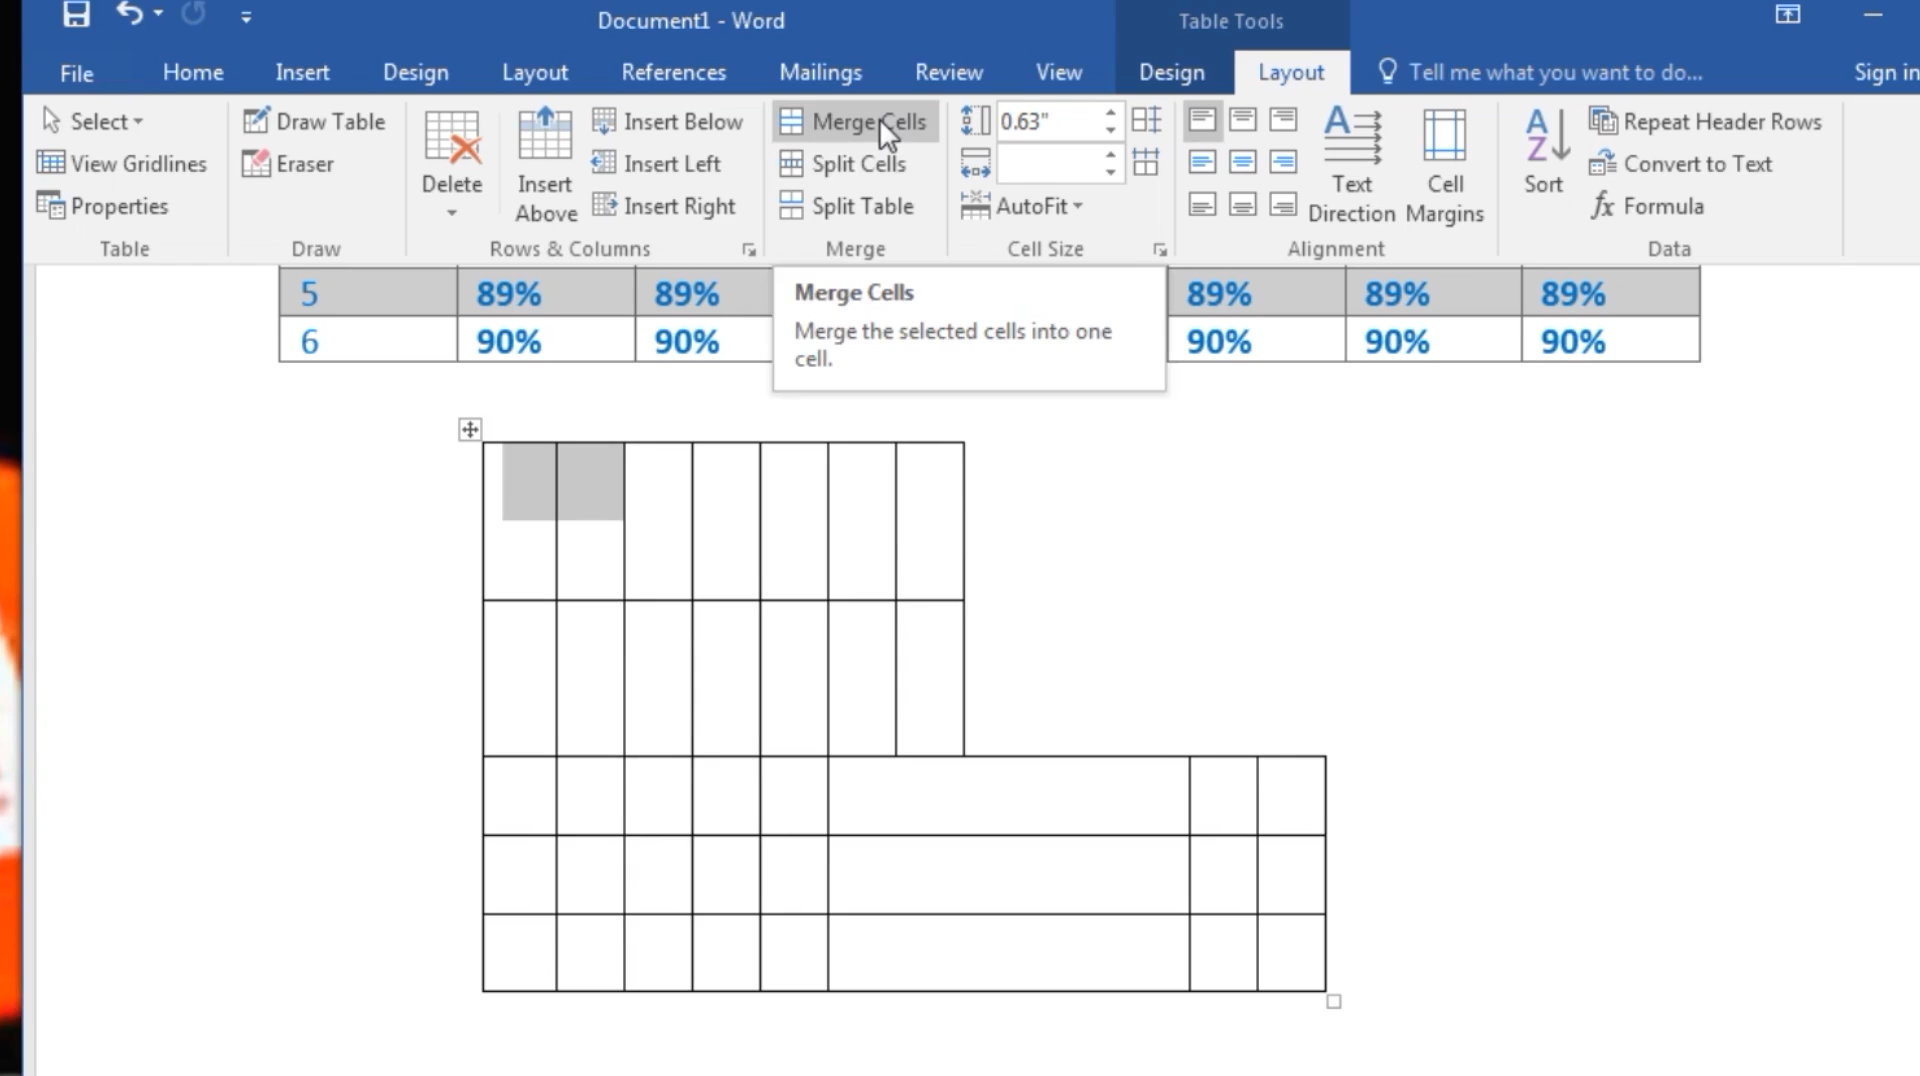 Document1 - Word
Table Tools
File Home Insert Design Layout References Mailings Review View Design Layout Tell me what you want to do... Sign in
Select Draw Table Insert Below Merge Cells 0.63" Repeat Header Rows
View Gridlines Eraser Insert Left Split Cells Convert to Text
Delete Insert Above Text Direction Cell Margins A Z Sort
Properties Insert Right Split Table AutoFit fx Formula
Table Draw Rows & Columns Merge Cell Size Alignment Data
5 89% 89% 89% 89% 89%
6 90% 90% 90% 90% 90%
Merge Cells
Merge the selected cells into one
cell.